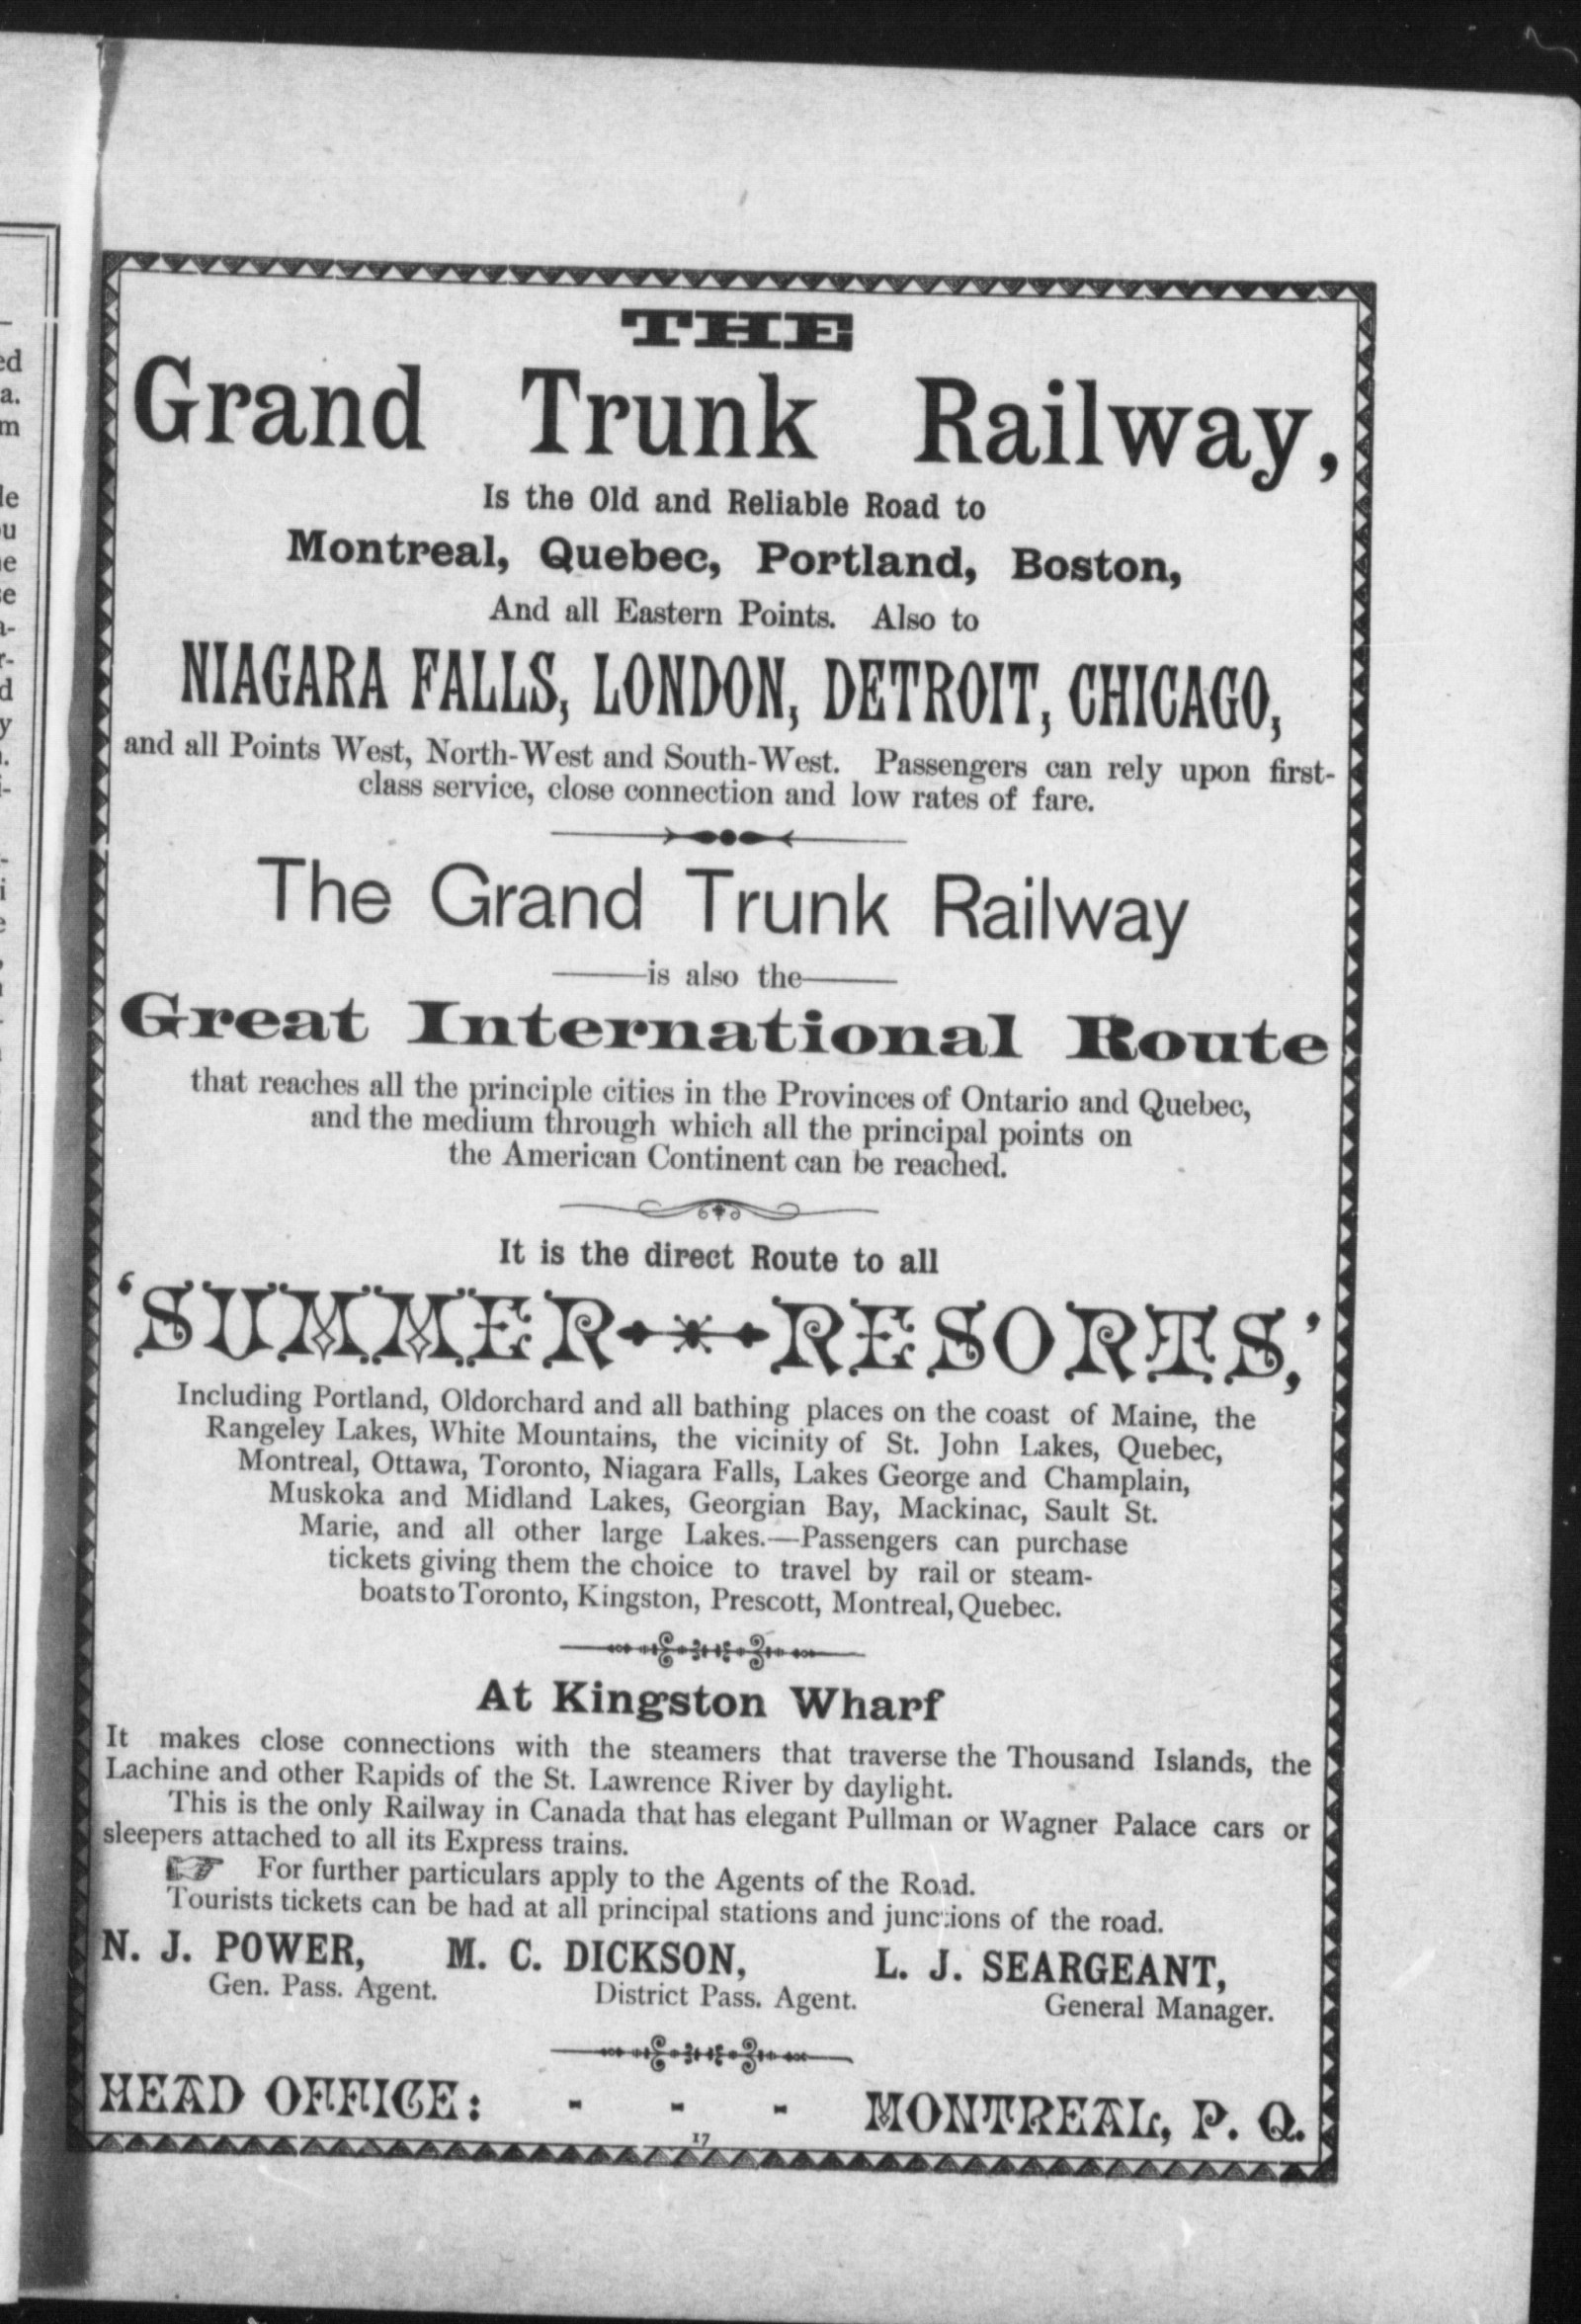 THE
Grand Trunk Railway,
Is the Old and Reliable Road to
Montreal, Quebec, Portland, Boston,
And all Eastern Points. Also to
NIAGARA FALLS, LONDON, DETROIT, CHICAGO,
and all Points West, North-West and South-West. Passengers can rely upon first-
class service, close connection and low rates of fare.
The Grand Trunk Railway
—is also the—
Great International Route
that reaches all the principle cities in the Provinces of Ontario and Quebec,
and the medium through which all the principal points on
the American Continent can be reached.
It is the direct Route to all
‘SUMMER RESORTS,’
Including Portland, Oldorchard and all bathing places on the coast of Maine, the
Rangeley Lakes, White Mountains, the vicinity of St. John Lakes, Quebec,
Montreal, Ottawa, Toronto, Niagara Falls, Lakes George and Champlain,
Muskoka and Midland Lakes, Georgian Bay, Mackinac, Sault St.
Marie, and all other large Lakes.—Passengers can purchase
tickets giving them the choice to travel by rail or steam-
boats to Toronto, Kingston, Prescott, Montreal, Quebec.
At Kingston Wharf
It makes close connections with the steamers that traverse the Thousand Islands, the
Lachine and other Rapids of the St. Lawrence River by daylight.
This is the only Railway in Canada that has elegant Pullman or Wagner Palace cars or
sleepers attached to all its Express trains.
☞ For further particulars apply to the Agents of the Road.
Tourists tickets can be had at all principal stations and junctions of the road.
N. J. POWER, M. C. DICKSON, L. J. SEARGEANT,
Gen. Pass. Agent. District Pass. Agent. General Manager.
HEAD OFFICE: - - - MONTREAL, P. Q.
17